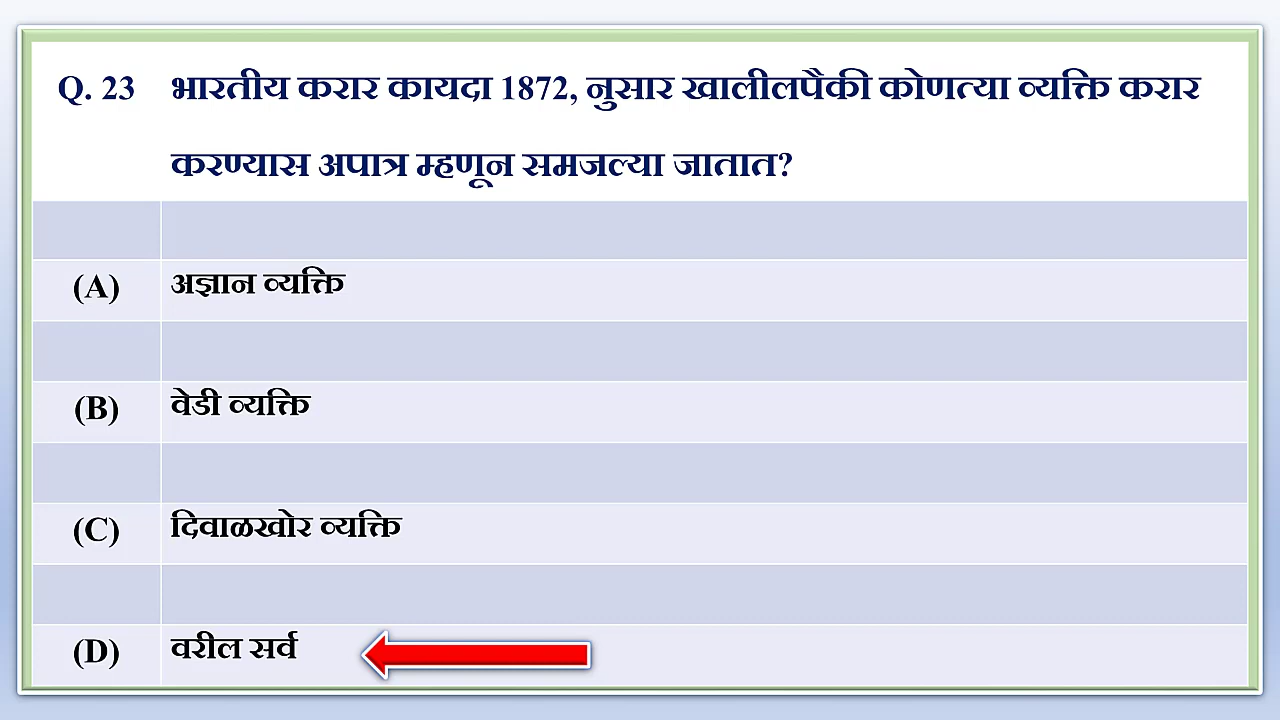 Q. 23 भारतीय करार कायदा 1872, नुसार खालीलपैकी कोणत्या व्यक्ति करार
करण्यास अपात्र म्हणून समजल्या जातात?
(A) अज्ञान व्यक्ति
(B) वेडी व्यक्ति
(C) दिवाळखोर व्यक्ति
(D) वरील सर्व